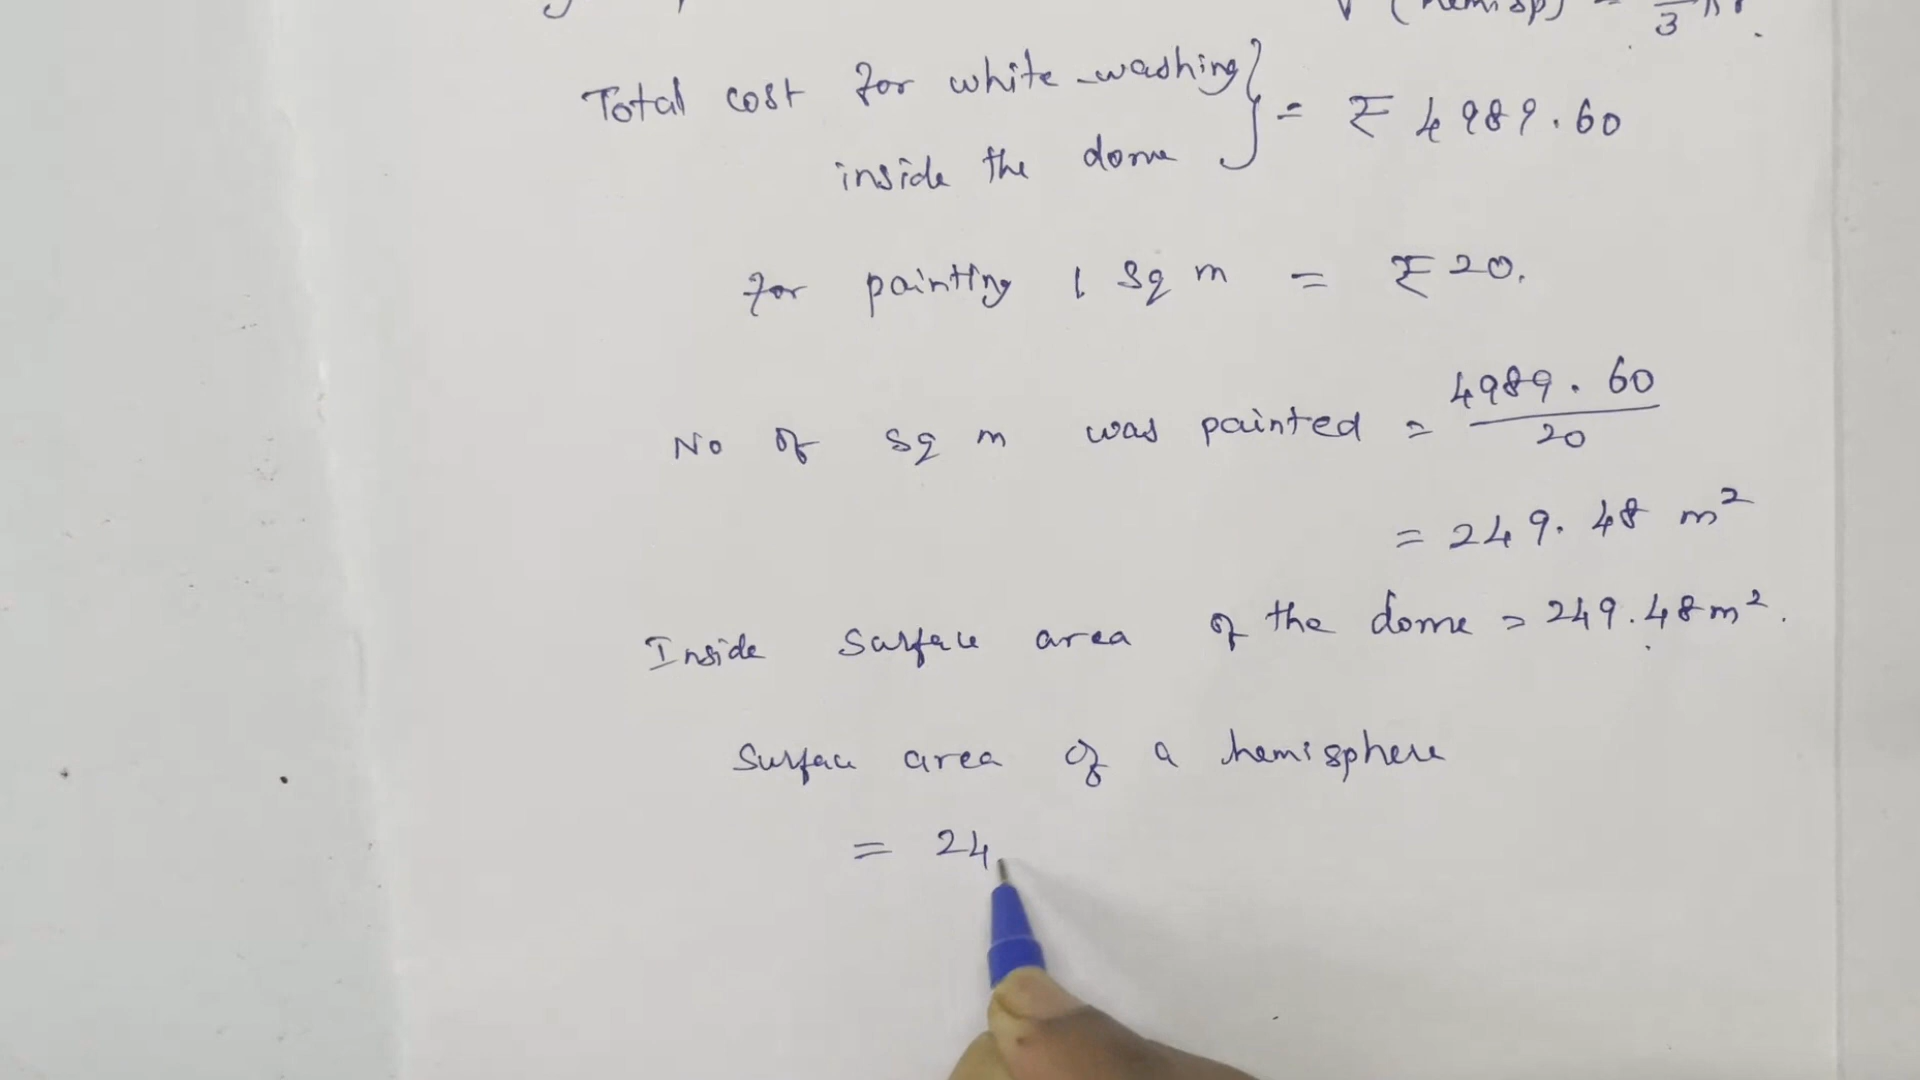 V (hemisp) = 3 π r
Total cost for white-washing
inside the dome } = ₹ 4989.60
for painting 1 sq m = ₹ 20.
No of sq m was painted = 4989.60
20
= 249.48 m²
Inside surface area of the dome = 249.48 m².
Surface area of a hemisphere
= 24